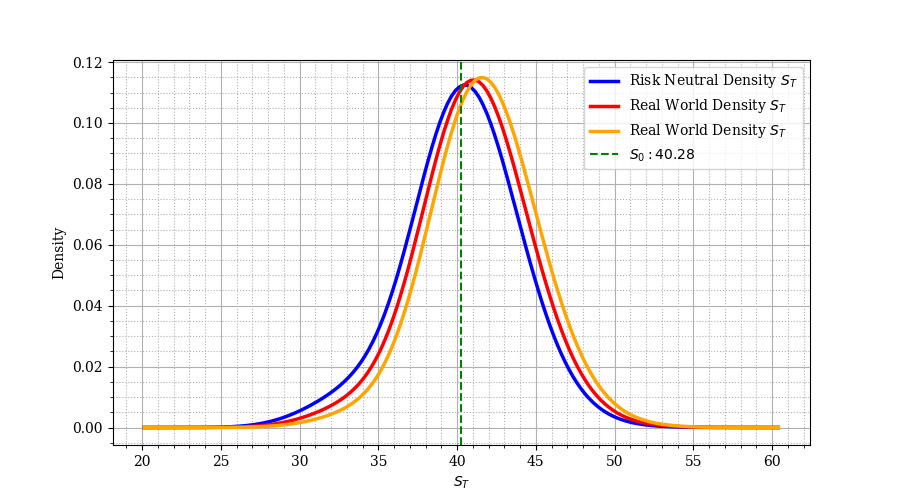 0.12
0.10
0.08
0.06
0.04
0.02
0.00
Density
20 25 30 35 40 45 50 55 60
S_T
Risk Neutral Density S_T
Real World Density S_T
Real World Density S_T
S_0 : 40.28